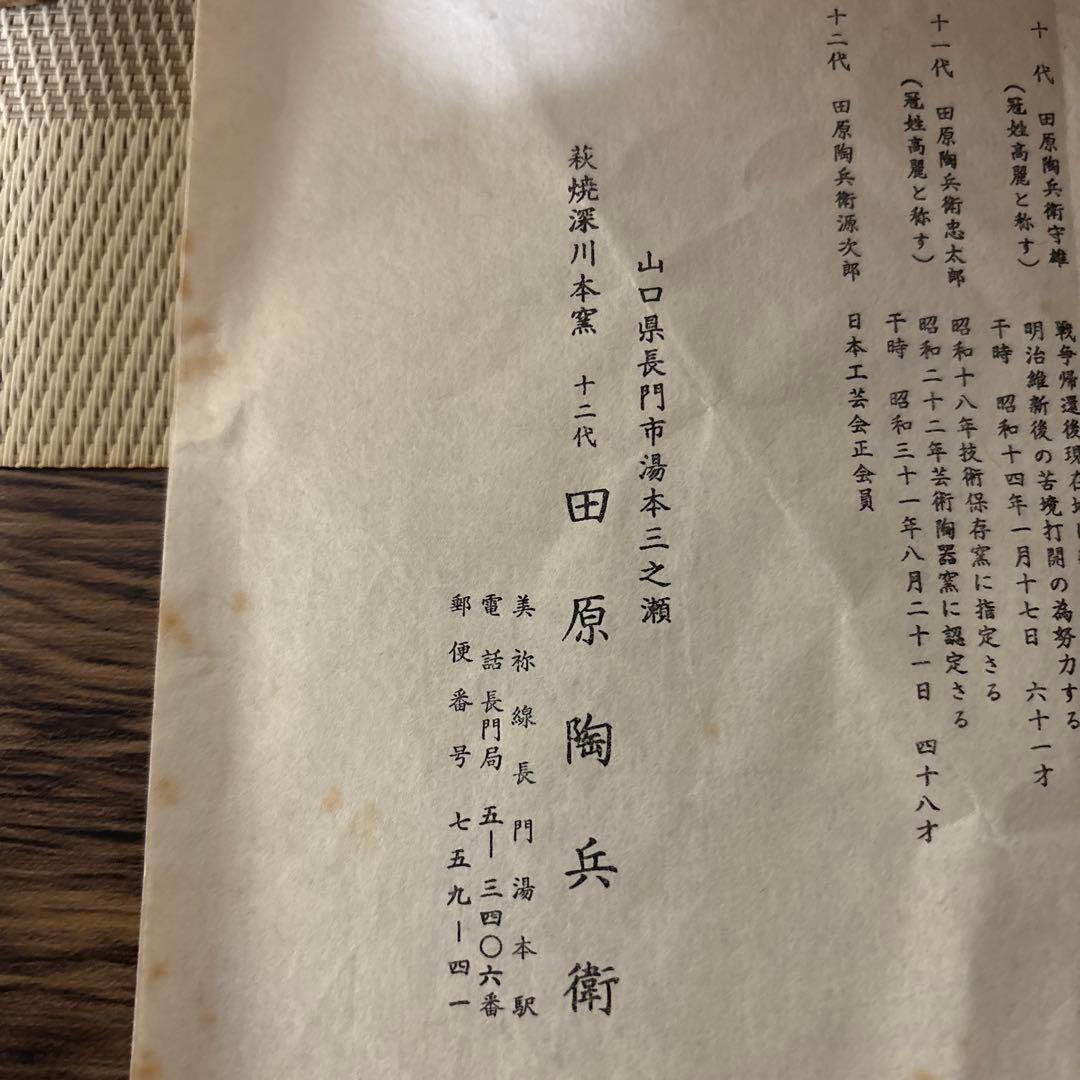 戦争帰還後現在
十代 田原陶兵衛守雄 明治維新後の苦境打開の為努力する
(冠姓高麗と称す) 干時 昭和十四年一月十七日 六十一才
十一代 田原陶兵衛忠太郎 昭和十八年技術保存窯に指定さる
(冠姓高麗と称す) 昭和二十二年芸術陶器窯に認定さる
干時 昭和三十一年八月二十一日 四十八才
十二代 田原陶兵衛源次郎 日本工芸会正会員
山口県長門市湯本三之瀬
萩焼深川本窯 十二代 田原陶兵衛
美祢線長門湯本駅
電話長門局 五ー三四〇六番
郵便番号 七五九ー四一